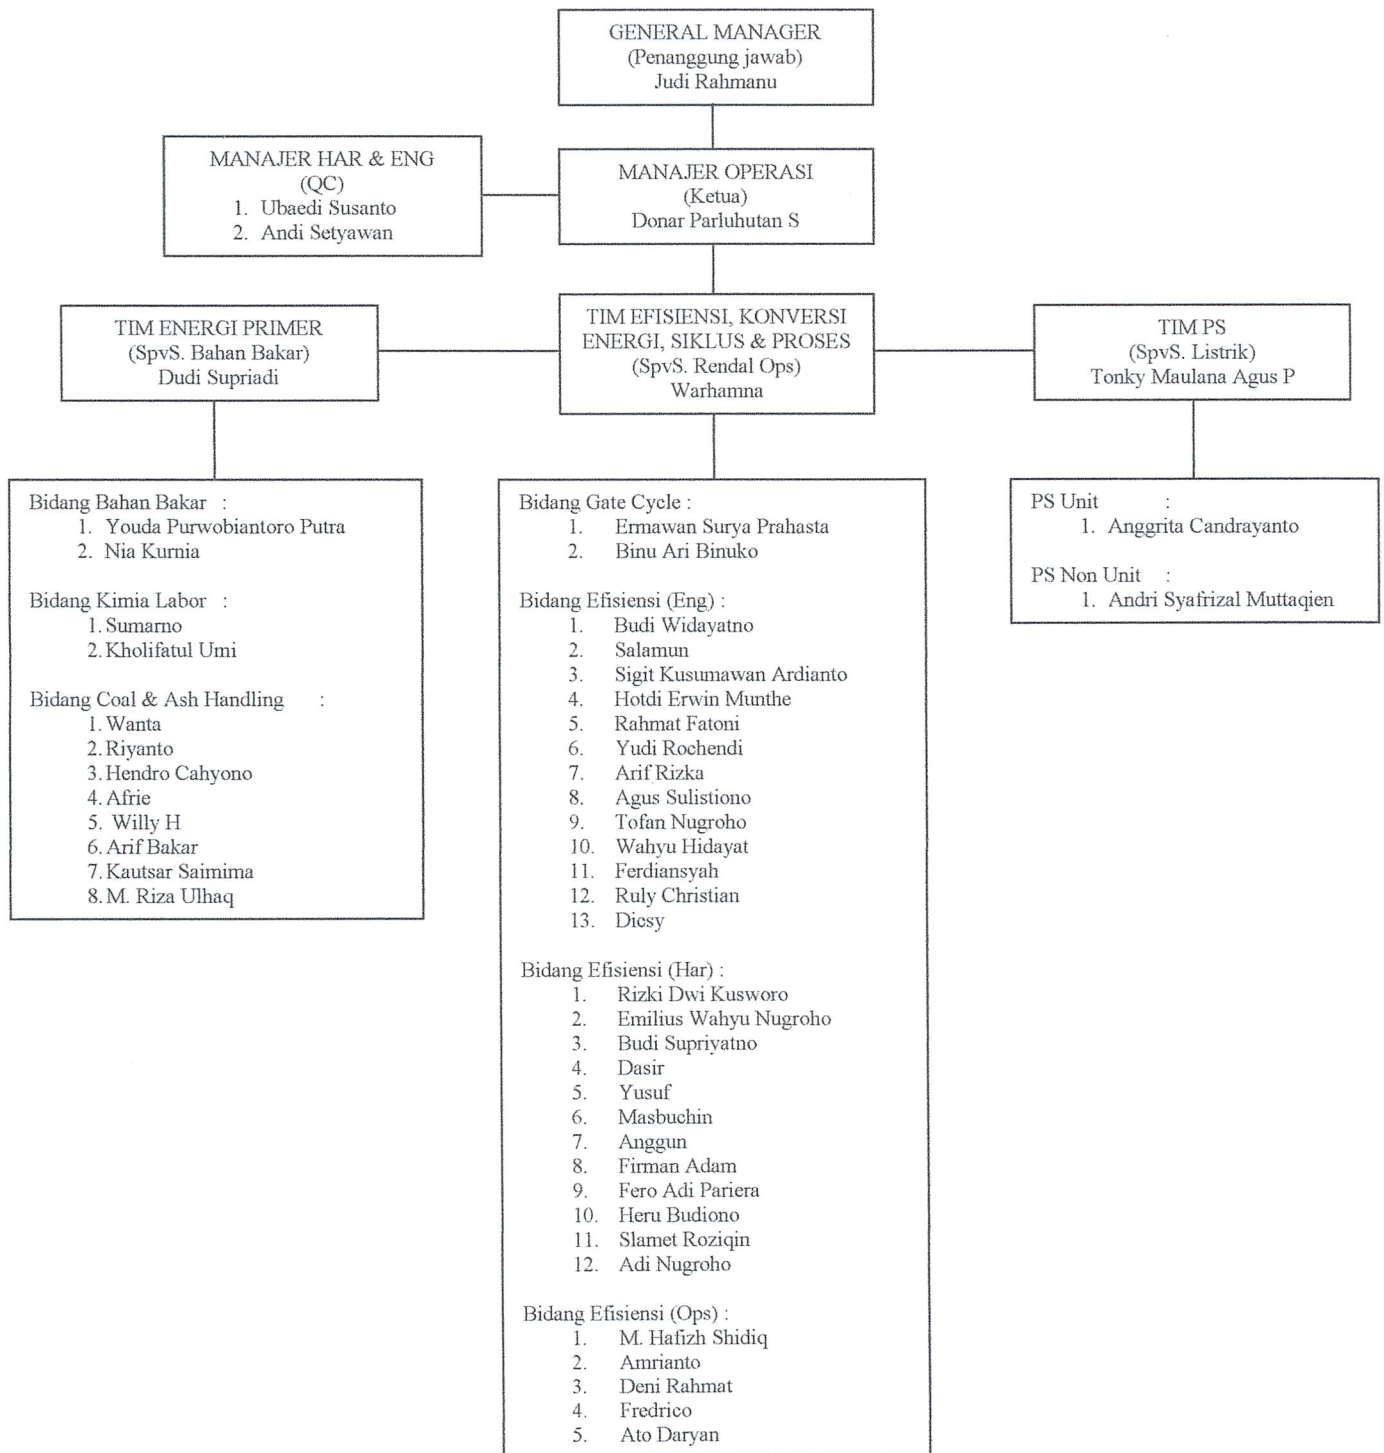 GENERAL MANAGER
(Penanggung jawab)
Judi Rahmanu
MANAJER HAR & ENG
(QC)
1. Ubaedi Susanto
2. Andi Setyawan
MANAJER OPERASI
(Ketua)
Donar Parluhutan S
TIM ENERGI PRIMER
(SpvS. Bahan Bakar)
Dudi Supriadi
TIM EFISIENSI, KONVERSI
ENERGI, SIKLUS & PROSES
(SpvS. Rendal Ops)
Warhamna
TIM PS
(SpvS. Listrik)
Tonky Maulana Agus P
Bidang Bahan Bakar :
1. Youda Purwobiantoro Putra
2. Nia Kurnia
Bidang Kimia Labor :
1. Sumarno
2. Kholifatul Umi
Bidang Coal & Ash Handling :
1. Wanta
2. Riyanto
3. Hendro Cahyono
4. Afrie
5. Willy H
6. Arif Bakar
7. Kautsar Saimima
8. M. Riza Ulhaq
Bidang Gate Cycle :
1. Ermawan Surya Prahasta
2. Binu Ari Binuko
Bidang Efisiensi (Eng) :
1. Budi Widayatno
2. Salamun
3. Sigit Kusumawan Ardianto
4. Hotdi Erwin Munthe
5. Rahmat Fatoni
6. Yudi Rochendi
7. Arif Rizka
8. Agus Sulistiono
9. Tofan Nugroho
10. Wahyu Hidayat
11. Ferdiansyah
12. Ruly Christian
13. Dicsy
Bidang Efisiensi (Har) :
1. Rizki Dwi Kusworo
2. Emilius Wahyu Nugroho
3. Budi Supriyatno
4. Dasir
5. Yusuf
6. Masbuchin
7. Anggun
8. Firman Adam
9. Fero Adi Pariera
10. Heru Budiono
11. Slamet Roziqin
12. Adi Nugroho
Bidang Efisiensi (Ops) :
1. M. Hafizh Shidiq
2. Amrianto
3. Deni Rahmat
4. Fredrico
5. Ato Daryan
PS Unit :
1. Anggrita Candrayanto
PS Non Unit :
1. Andri Syafrizal Muttaqien